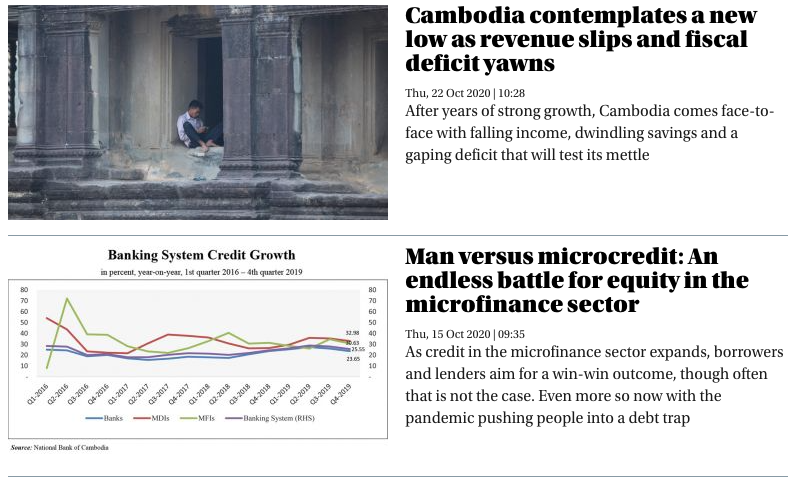 Cambodia contemplates a new
low as revenue slips and fiscal
deficit yawns
Thu, 22 Oct 2020 | 10:28
After years of strong growth, Cambodia comes face-to-
face with falling income, dwindling savings and a
gaping deficit that will test its mettle
Banking System Credit Growth
in percent, year-on-year, 1st quarter 2016 – 4th quarter 2019
80 80
70 70
60 60
50 50
40 40
30 30
20 20
10 10
- -
32.98
30.63
25.55
23.65
Q1-2016 Q2-2016 Q3-2016 Q4-2016 Q1-2017 Q2-2017 Q3-2017 Q4-2017 Q1-2018 Q2-2018 Q3-2018 Q4-2018 Q1-2019 Q2-2019 Q3-2019 Q4-2019
Banks MDIs MFIs Banking System (RHS)
Source: National Bank of Cambodia
Man versus microcredit: An
endless battle for equity in the
microfinance sector
Thu, 15 Oct 2020 | 09:35
As credit in the microfinance sector expands, borrowers
and lenders aim for a win-win outcome, though often
that is not the case. Even more so now with the
pandemic pushing people into a debt trap